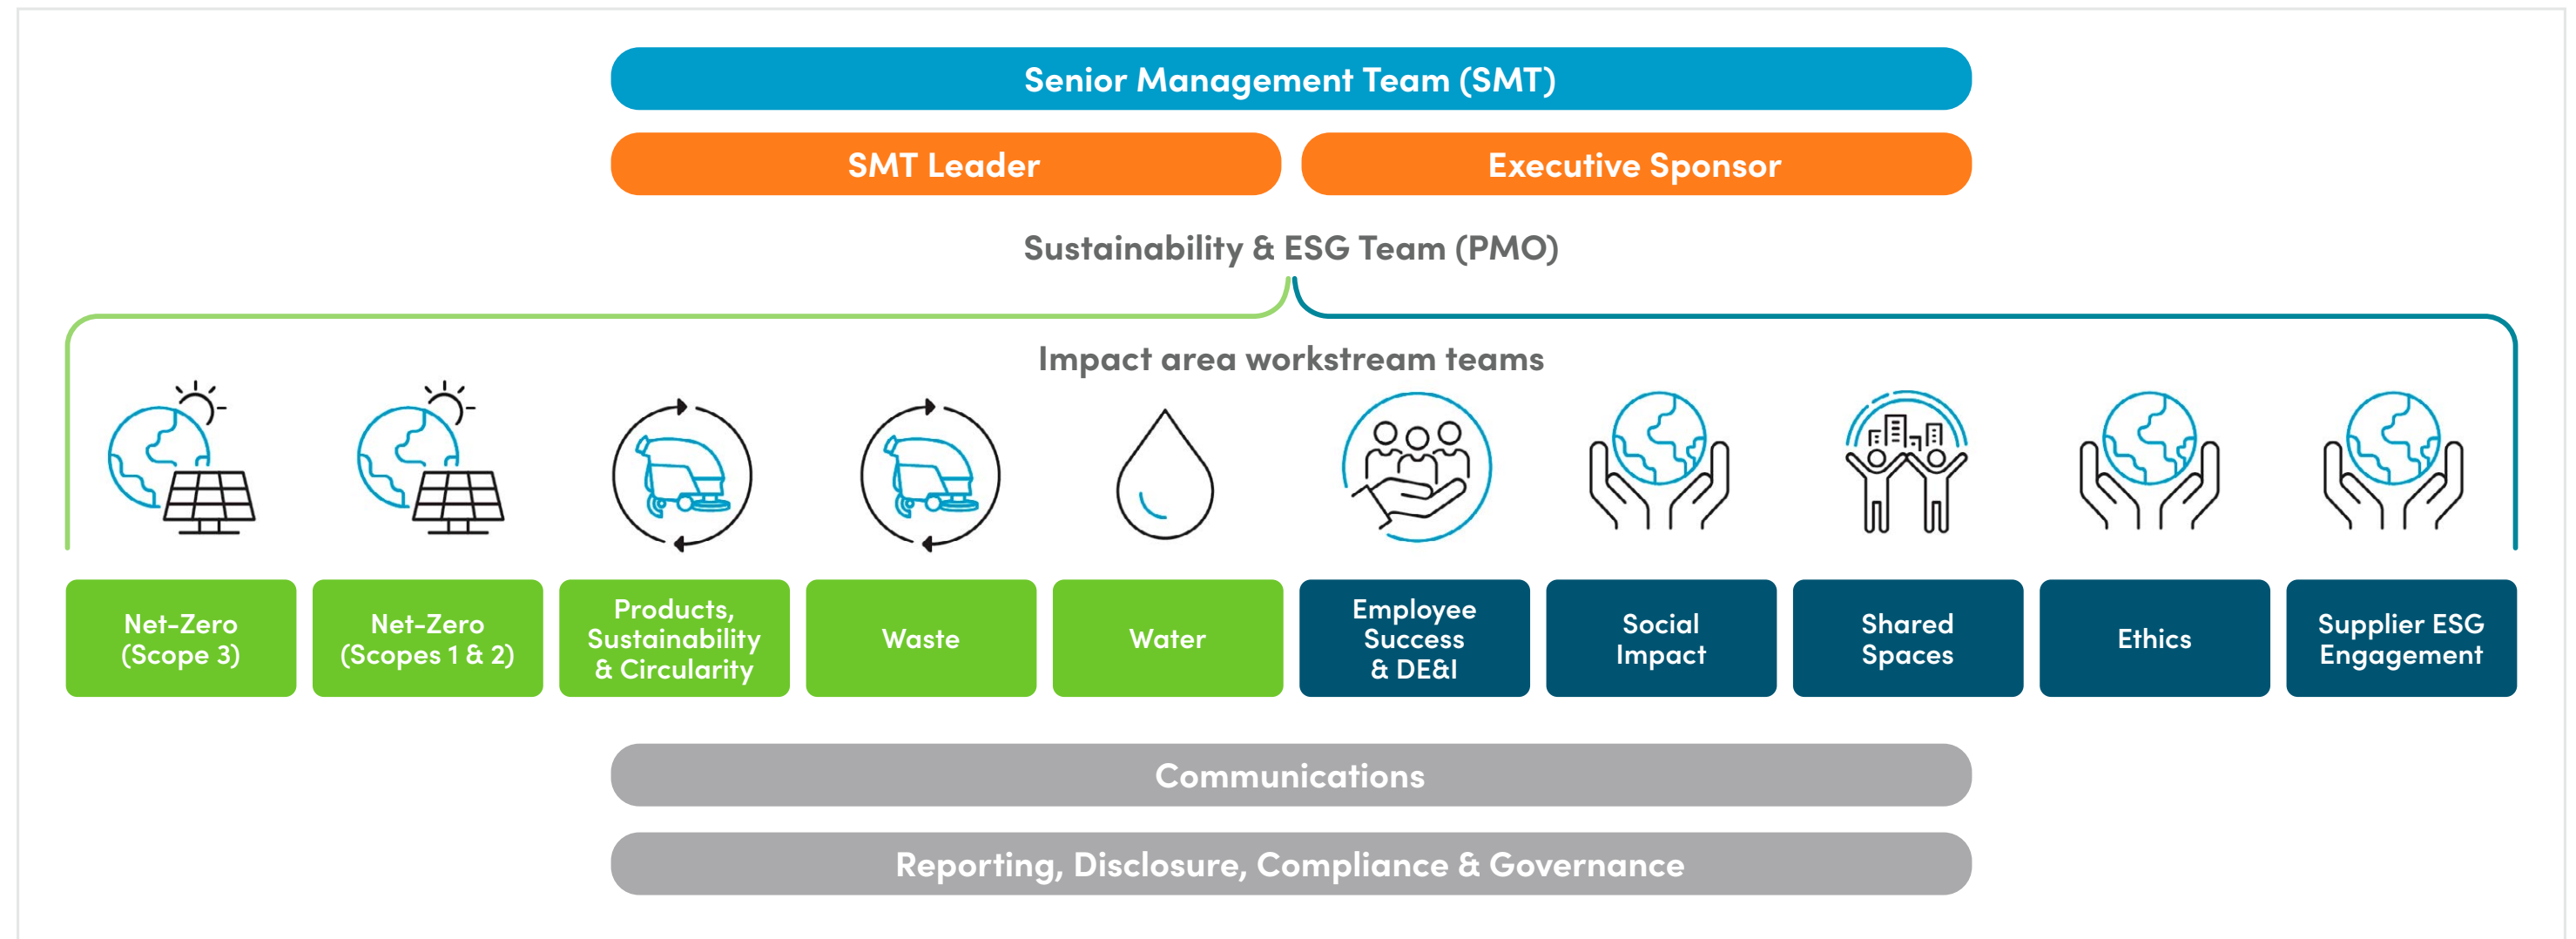 Senior Management Team (SMT)
SMT Leader
Executive Sponsor
Sustainability & ESG Team (PMO)
Impact area workstream teams
Net-Zero
(Scope 3)
Net-Zero
(Scopes 1 & 2)
Products,
Sustainability
& Circularity
Waste
Water
Employee
Success
& DE&I
Social
Impact
Shared
Spaces
Ethics
Supplier ESG
Engagement
Communications
Reporting, Disclosure, Compliance & Governance